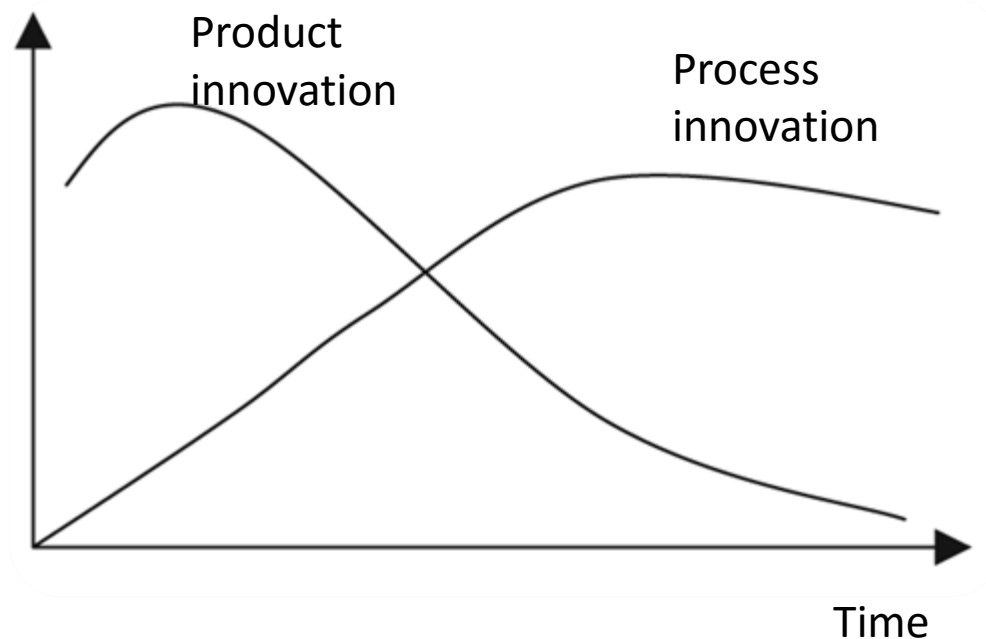 Product
innovation
Process
innovation
Time